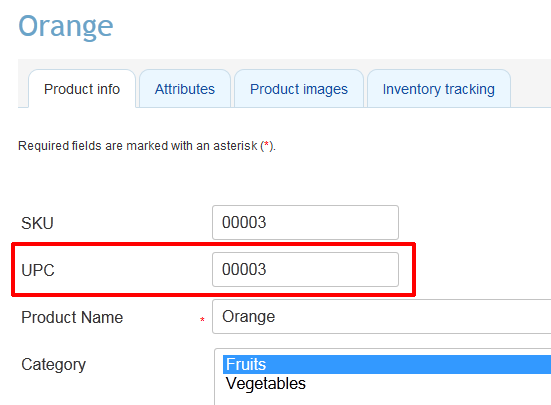 Orange
Product info Attributes Product images Inventory tracking
Required fields are marked with an asterisk (*).
SKU 00003
UPC 00003
Product Name * Orange
Category Fruits
Vegetables